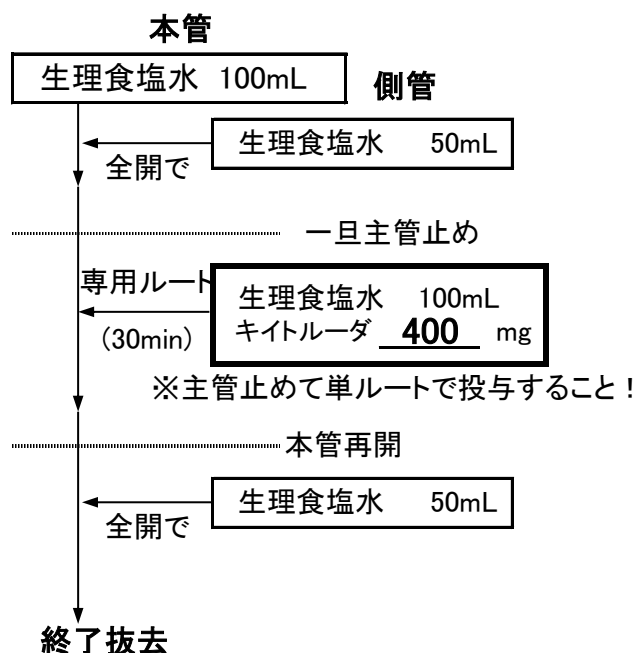 本管
生理食塩水 100mL
側管
生理食塩水 50mL
全開で
一旦主管止め
専用ルート
(30min)
生理食塩水 100mL
キイトルーダ 400 mg
※主管止めて単ルートで投与すること!
本管再開
生理食塩水 50mL
全開で
終了抜去